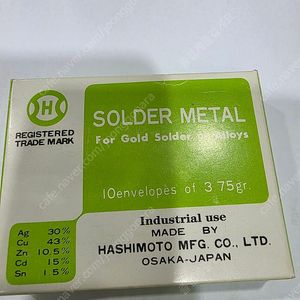 H
REGISTERED
TRADE MARK
SOLDER METAL
For Gold Solder Alloys
10envelopes of 3 75gr.
Industrial use
MADE BY
HASHIMOTO MFG. CO., LTD.
OSAKA-JAPAN
Ag 30%
Cu 43%
Zn 10.5%
Cd 15%
Sn 1.5%